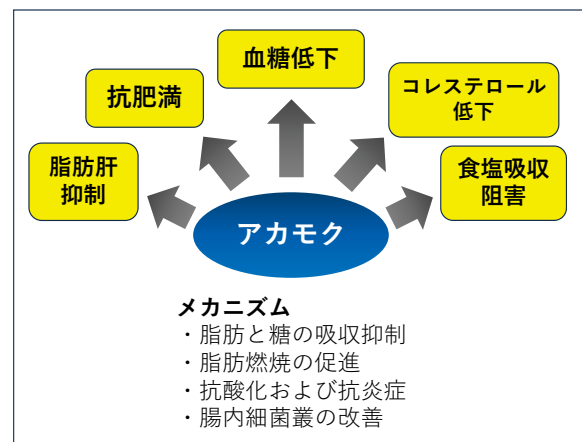 血糖低下
抗肥満
コレステロール
低下
脂肪肝
抑制
食塩吸収
阻害
アカモク
メカニズム
・脂肪と糖の吸収抑制
・脂肪燃焼の促進
・抗酸化および抗炎症
・腸内細菌叢の改善